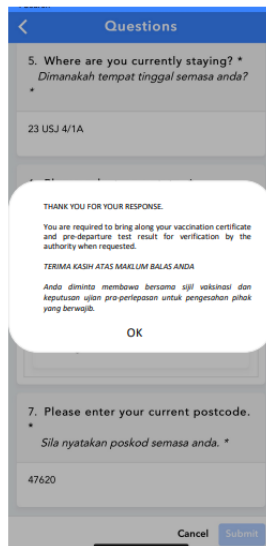 Questions
5. Where are you currently staying? *
Dimanakah tempat tinggal semasa anda?
*
23 USJ 4/1A
THANK YOU FOR YOUR RESPONSE.
You are required to bring along your vaccination certificate
and pre-departure test result for verification by the
authority when requested.
TERIMA KASIH ATAS MAKLUM BALAS ANDA
Anda diminta membawa bersama sijil vaksinasi dan
keputusan ujian pra-perlepasan untuk pengesahan pihak
yang berwajib.
OK
7. Please enter your current postcode.
*
Sila nyatakan poskod semasa anda. *
47620
Cancel Submit